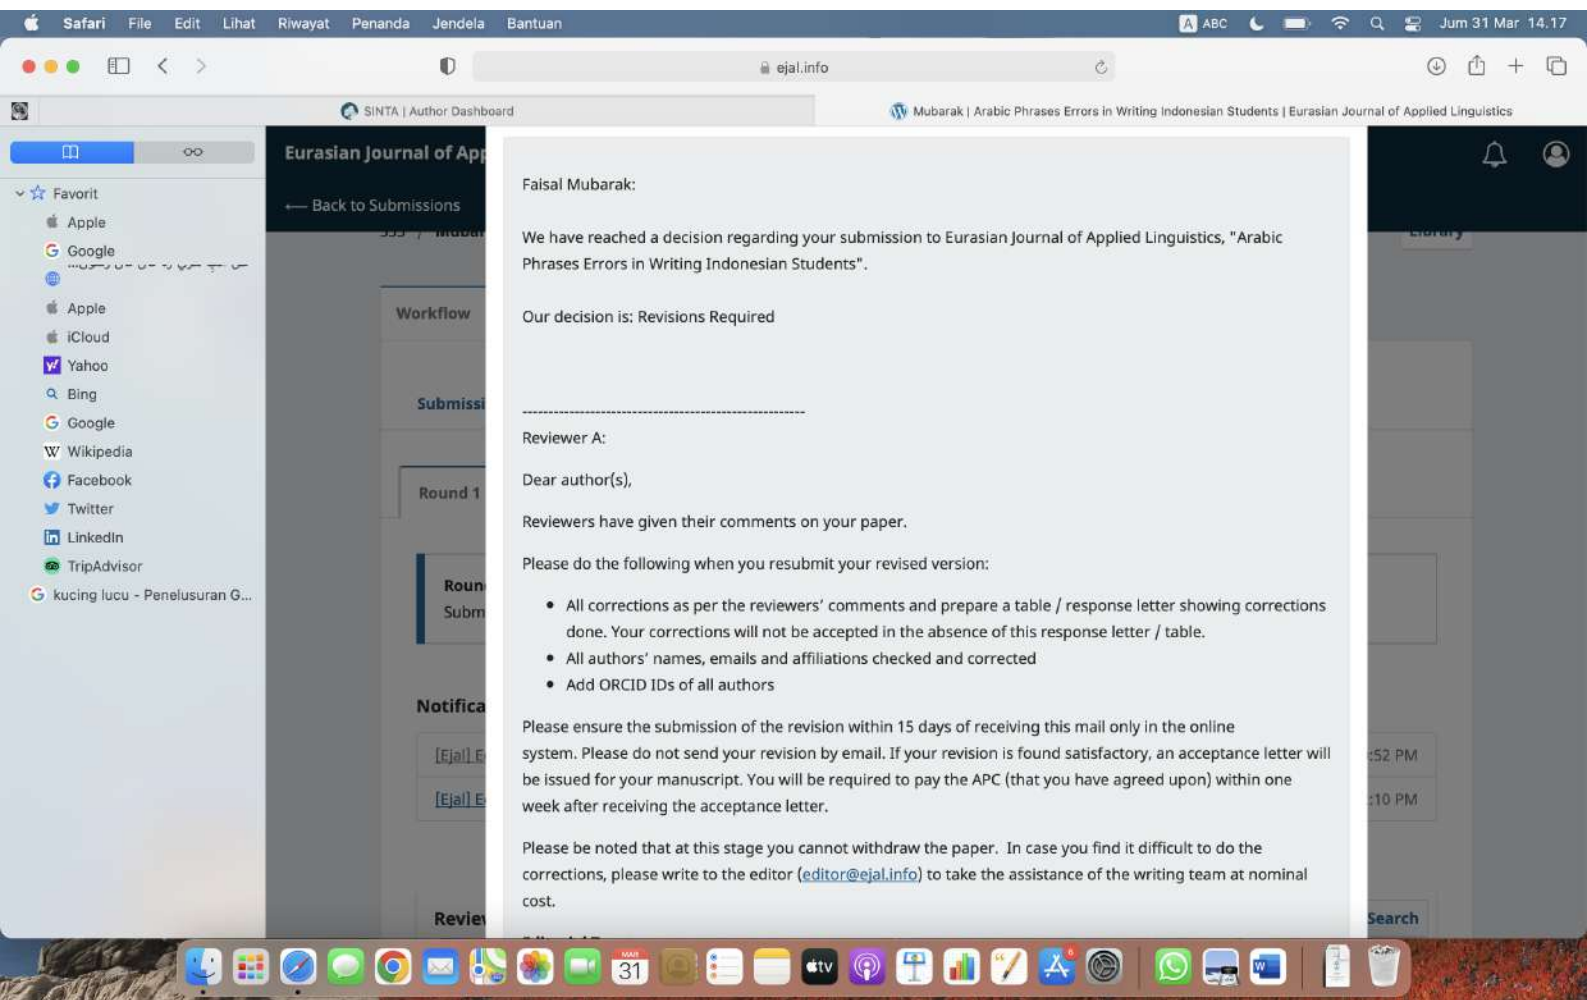 Safari File Edit Lihat Riwayat Penanda Jendela Bantuan
A ABC Jum 31 Mar 14.17
ejal.info
SINTA | Author Dashboard
Mubarak | Arabic Phrases Errors in Writing Indonesian Students | Eurasian Journal of Applied Linguistics
Favorit
Apple
Google
Apple
iCloud
Yahoo
Bing
Google
Wikipedia
Facebook
Twitter
LinkedIn
TripAdvisor
kucing lucu - Penelusuran G...
Eurasian Journal of App
← Back to Submissions
Library
Workflow
Submissi
Round 1
Roun
Subm
Notifica
[Ejal] E
:52 PM
[Ejal] E
:10 PM
Review
Search
Faisal Mubarak:
We have reached a decision regarding your submission to Eurasian Journal of Applied Linguistics, "Arabic
Phrases Errors in Writing Indonesian Students".
Our decision is: Revisions Required
------------------------------------------------------
Reviewer A:
Dear author(s),
Reviewers have given their comments on your paper.
Please do the following when you resubmit your revised version:
• All corrections as per the reviewers’ comments and prepare a table / response letter showing corrections
done. Your corrections will not be accepted in the absence of this response letter / table.
• All authors’ names, emails and affiliations checked and corrected
• Add ORCID IDs of all authors
Please ensure the submission of the revision within 15 days of receiving this mail only in the online
system. Please do not send your revision by email. If your revision is found satisfactory, an acceptance letter will
be issued for your manuscript. You will be required to pay the APC (that you have agreed upon) within one
week after receiving the acceptance letter.
Please be noted that at this stage you cannot withdraw the paper. In case you find it difficult to do the
corrections, please write to the editor (editor@ejal.info) to take the assistance of the writing team at nominal
cost.
MAR
31
tv